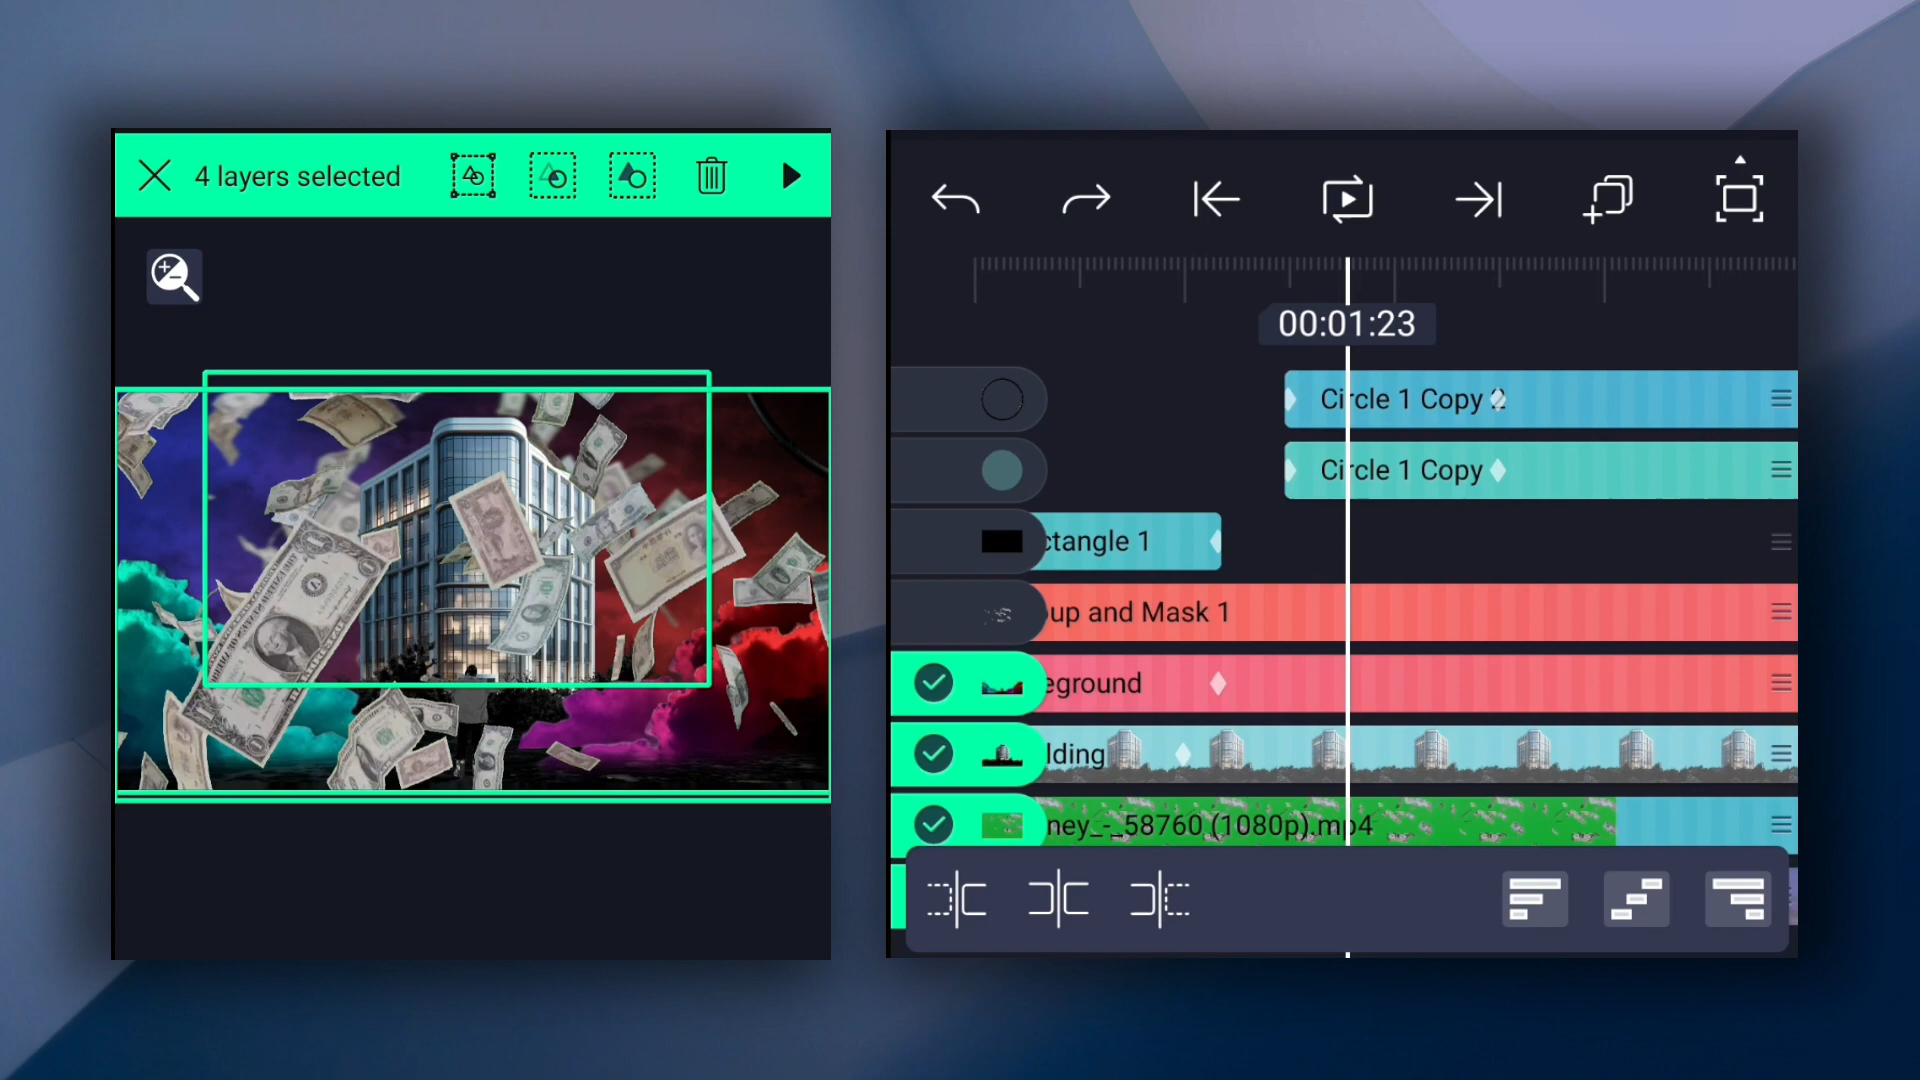 4 layers selected
00:01:23
Circle 1 Copy 2
Circle 1 Copy
ctangle 1
up and Mask 1
eground
lding
ney_-_58760 (1080p).mp4